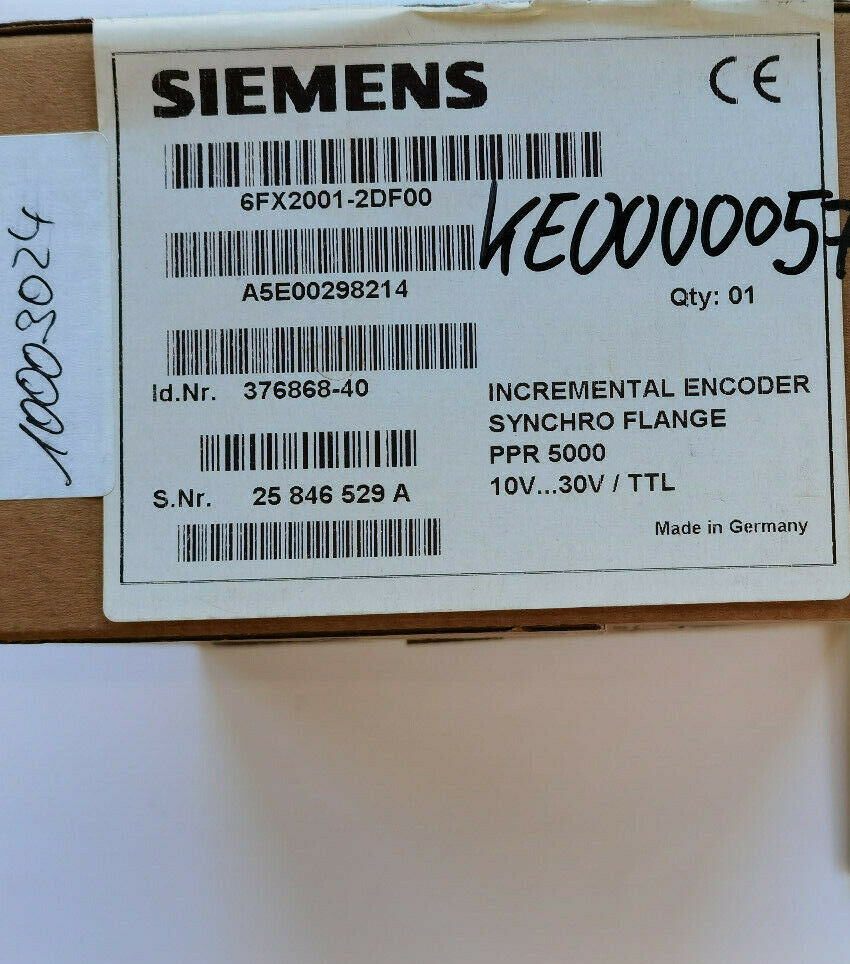 SIEMENS
CE
6FX2001-2DF00
KE0000057
A5E00298214
Qty: 01
Id.Nr. 376868-40
INCREMENTAL ENCODER
SYNCHRO FLANGE
PPR 5000
10V...30V / TTL
S.Nr. 25 846 529 A
Made in Germany
10003024